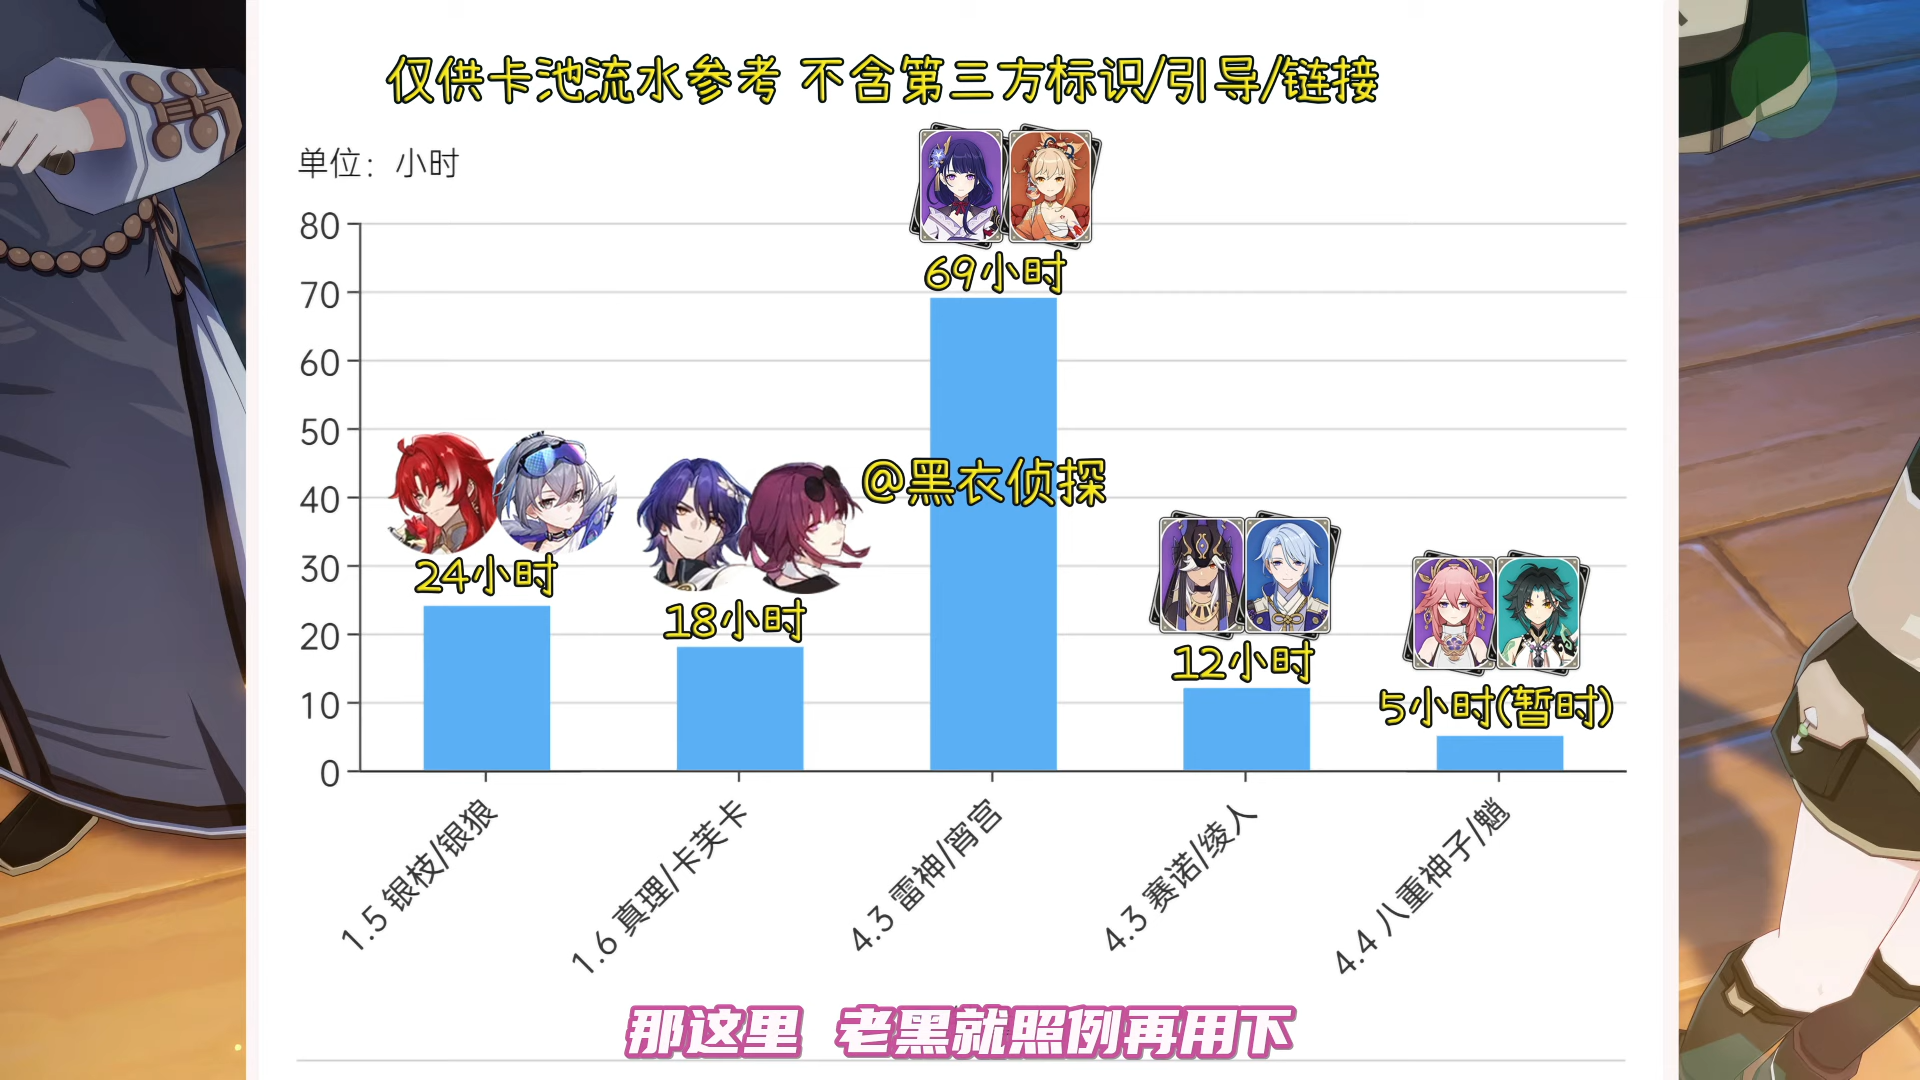 仅供卡池流水参考 不含第三方标识/引导/链接
单位：小时
80
70
60
50
40
30
20
10
0
24小时
18小时
69小时
12小时
5小时(暂时)
@黑衣侦探
1.5 银枝/银狼
1.6 真理/卡芙卡
4.3 雷神/宵宫
4.3 赛诺/绫人
4.4 八重神子/魈
那这里 老黑就照例再用下